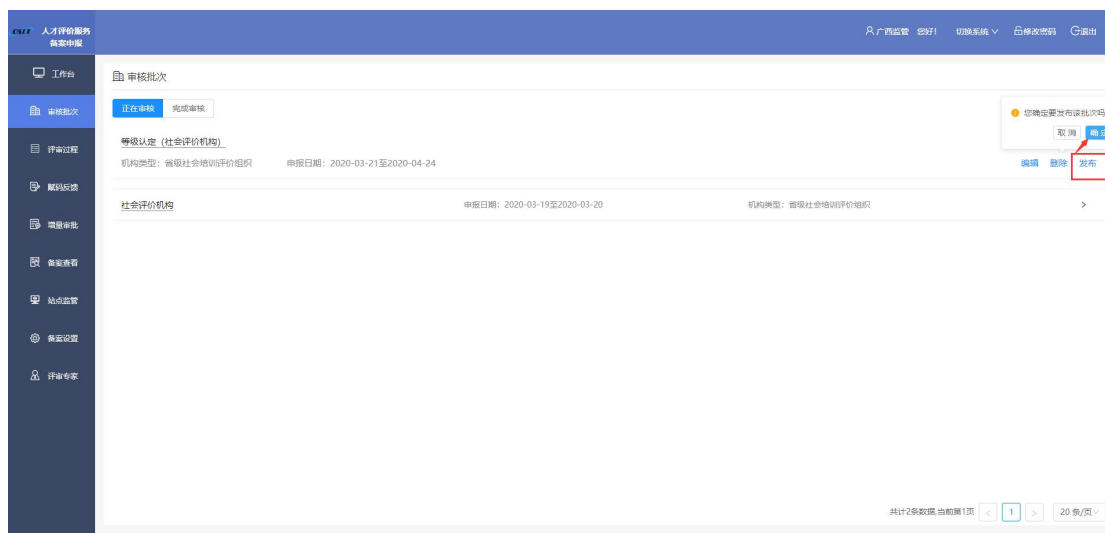 OSLT 人才评价服务
备案申报
广西监管 您好! 切换系统 修改密码 退出
工作台
审核批次
评审过程
赋码反馈
增量审批
备案查看
站点监管
备案设置
评审专家
审核批次
正在审核 完成审核
您确定要发布该批次吗
取消 确定
等级认定（社会评价机构）
机构类型：省级社会培训评价组织 申报日期：2020-03-21至2020-04-24
编辑 删除 发布
社会评价机构 申报日期：2020-03-19至2020-03-20 机构类型：省级社会培训评价组织
共计2条数据,当前第1页 < 1 > 20 条/页